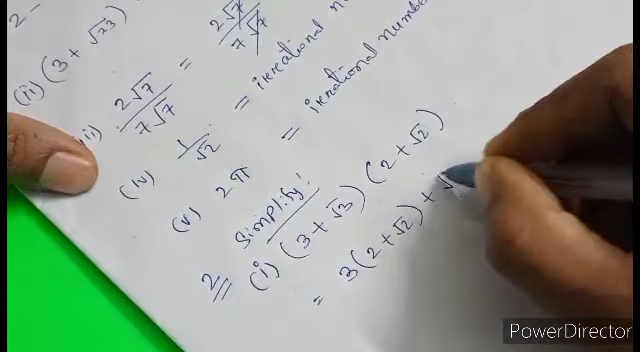 2 -
(ii) (3 + √23)
ii) 2√7/7√7 = 2√7/7√7
(iv) 1/√2 = irrational n
(v) 2π = irrational number
2 Simplify:
(i) (3 + √3) (2 + √2)
= 3(2 + √2) + √
PowerDirector